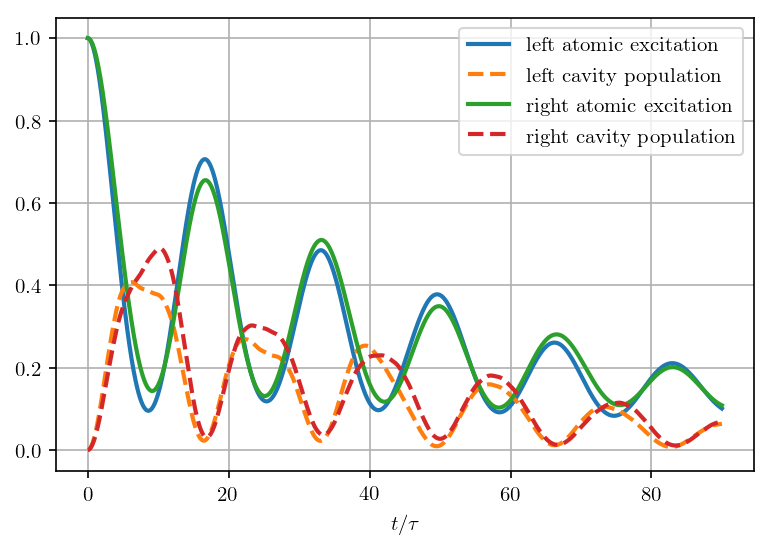 1.0
0.8
0.6
0.4
0.2
0.0
left atomic excitation
left cavity population
right atomic excitation
right cavity population
0 20 40 60 80
t/τ